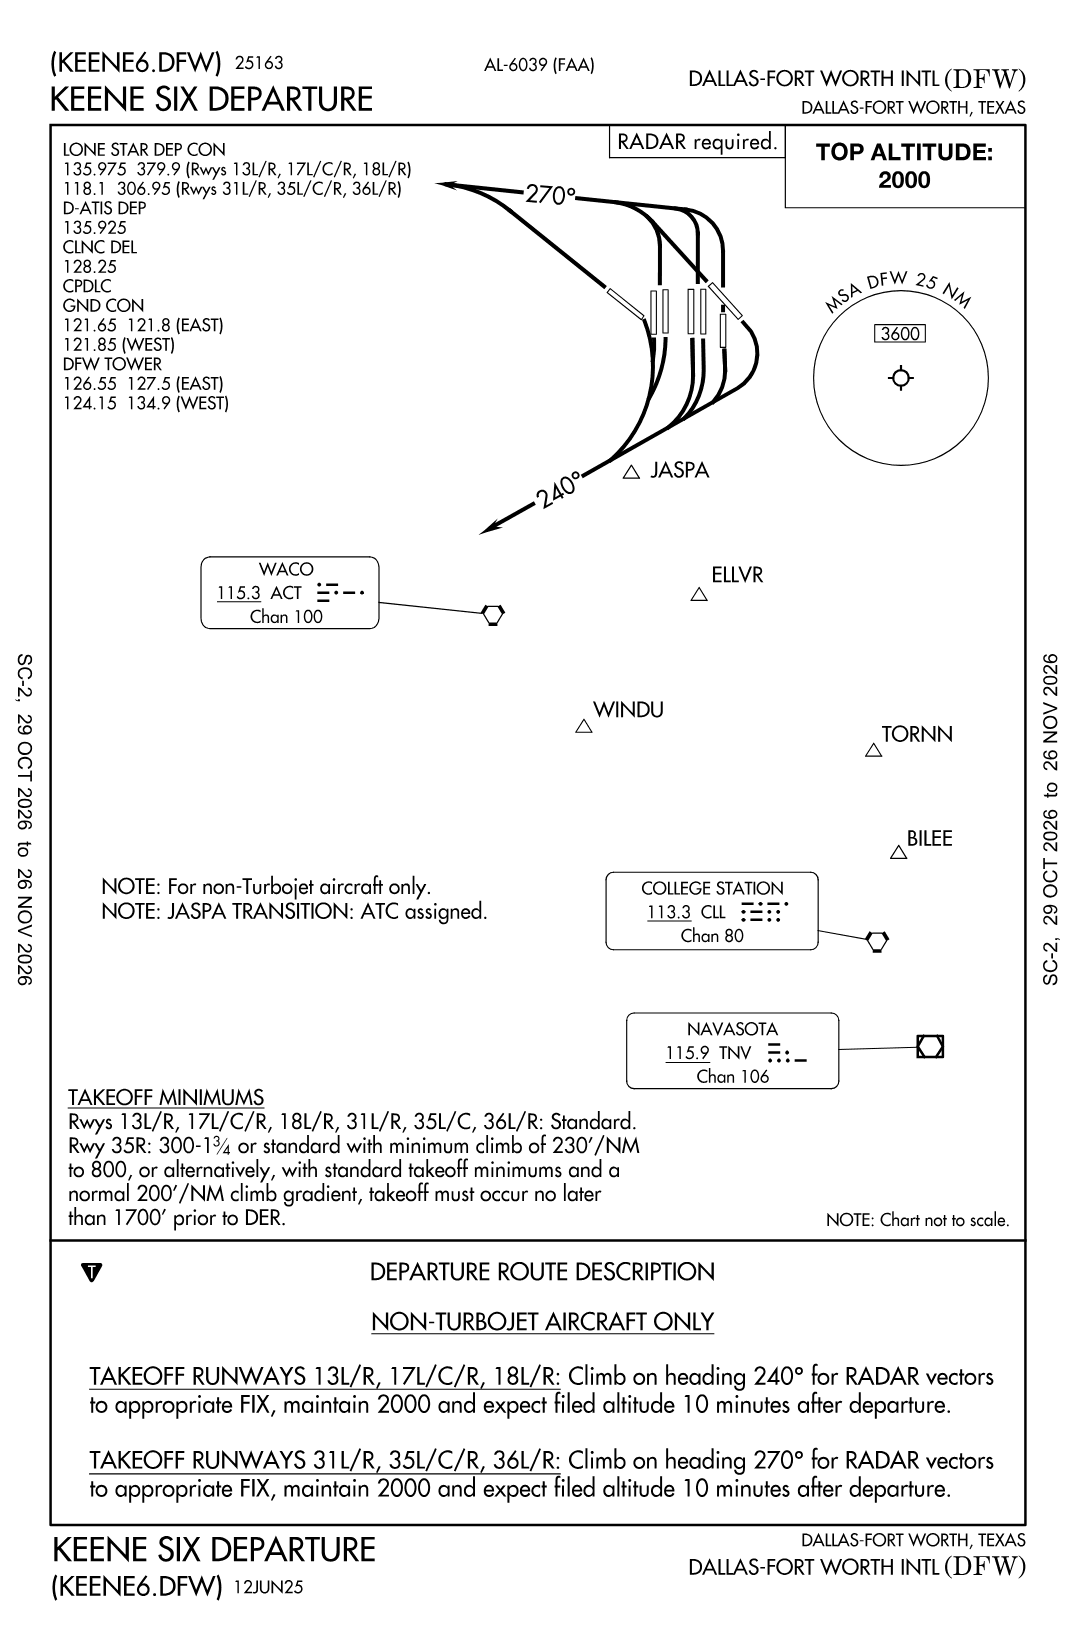 (KEENE6.DFW) 25163
AL-6039 (FAA)
DALLAS-FORT WORTH INTL (DFW)
KEENE SIX DEPARTURE
DALLAS-FORT WORTH, TEXAS
LONE STAR DEP CON
135.975 379.9 (Rwys 13L/R, 17L/C/R, 18L/R)
118.1 306.95 (Rwys 31L/R, 35L/C/R, 36L/R)
D-ATIS DEP
135.925
CLNC DEL
128.25
CPDLC
GND CON
121.65 121.8 (EAST)
121.85 (WEST)
DFW TOWER
126.55 127.5 (EAST)
124.15 134.9 (WEST)
RADAR required.
TOP ALTITUDE:
2000
270°
MSA DFW 25 NM
3600
JASPA
240°
WACO
115.3 ACT
Chan 100
ELLVR
WINDU
TORNN
BILEE
NOTE: For non-Turbojet aircraft only.
NOTE: JASPA TRANSITION: ATC assigned.
COLLEGE STATION
113.3 CLL
Chan 80
NAVASOTA
115.9 TNV
Chan 106
TAKEOFF MINIMUMS
Rwys 13L/R, 17L/C/R, 18L/R, 31L/R, 35L/C, 36L/R: Standard.
Rwy 35R: 300-1¾ or standard with minimum climb of 230'/NM
to 800, or alternatively, with standard takeoff minimums and a
normal 200'/NM climb gradient, takeoff must occur no later
than 1700' prior to DER.
NOTE: Chart not to scale.
SC-2, 29 OCT 2026 to 26 NOV 2026
SC-2, 29 OCT 2026 to 26 NOV 2026
T
DEPARTURE ROUTE DESCRIPTION
NON-TURBOJET AIRCRAFT ONLY
TAKEOFF RUNWAYS 13L/R, 17L/C/R, 18L/R: Climb on heading 240° for RADAR vectors
to appropriate FIX, maintain 2000 and expect filed altitude 10 minutes after departure.
TAKEOFF RUNWAYS 31L/R, 35L/C/R, 36L/R: Climb on heading 270° for RADAR vectors
to appropriate FIX, maintain 2000 and expect filed altitude 10 minutes after departure.
KEENE SIX DEPARTURE
(KEENE6.DFW) 12JUN25
DALLAS-FORT WORTH, TEXAS
DALLAS-FORT WORTH INTL (DFW)